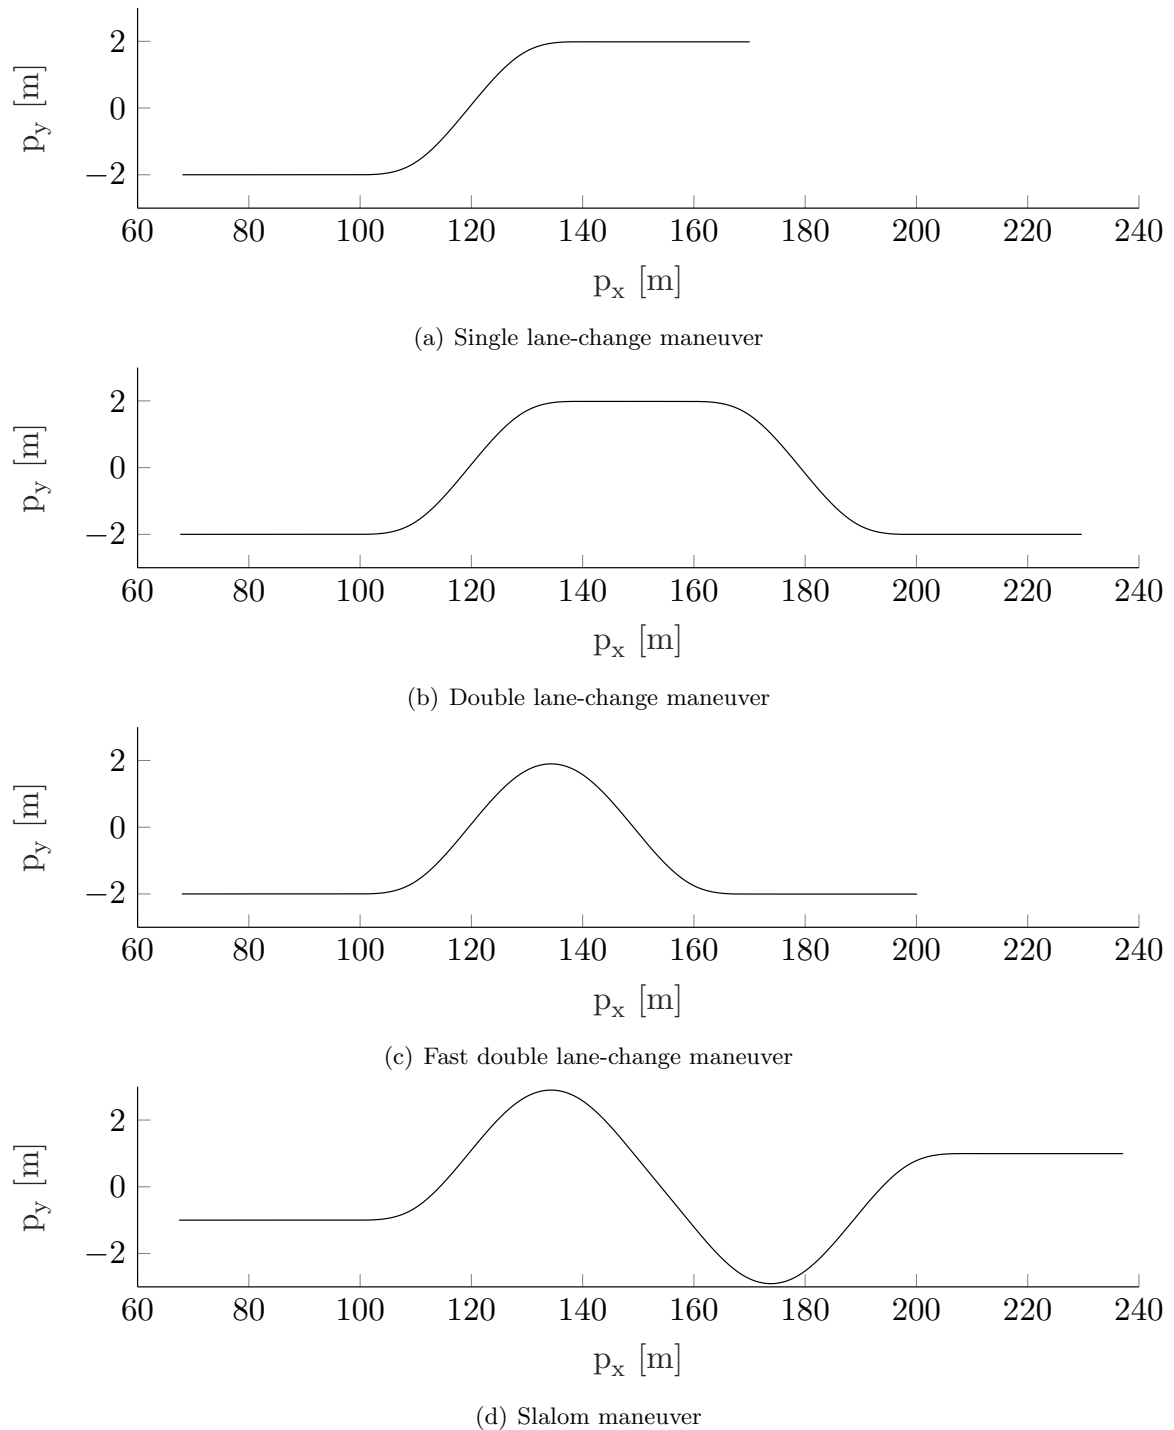 2
0
−2
p_y [m]
60 80 100 120 140 160 180 200 220 240
p_x [m]
(a) Single lane-change maneuver
2
0
−2
p_y [m]
60 80 100 120 140 160 180 200 220 240
p_x [m]
(b) Double lane-change maneuver
2
0
−2
p_y [m]
60 80 100 120 140 160 180 200 220 240
p_x [m]
(c) Fast double lane-change maneuver
2
0
−2
p_y [m]
60 80 100 120 140 160 180 200 220 240
p_x [m]
(d) Slalom maneuver